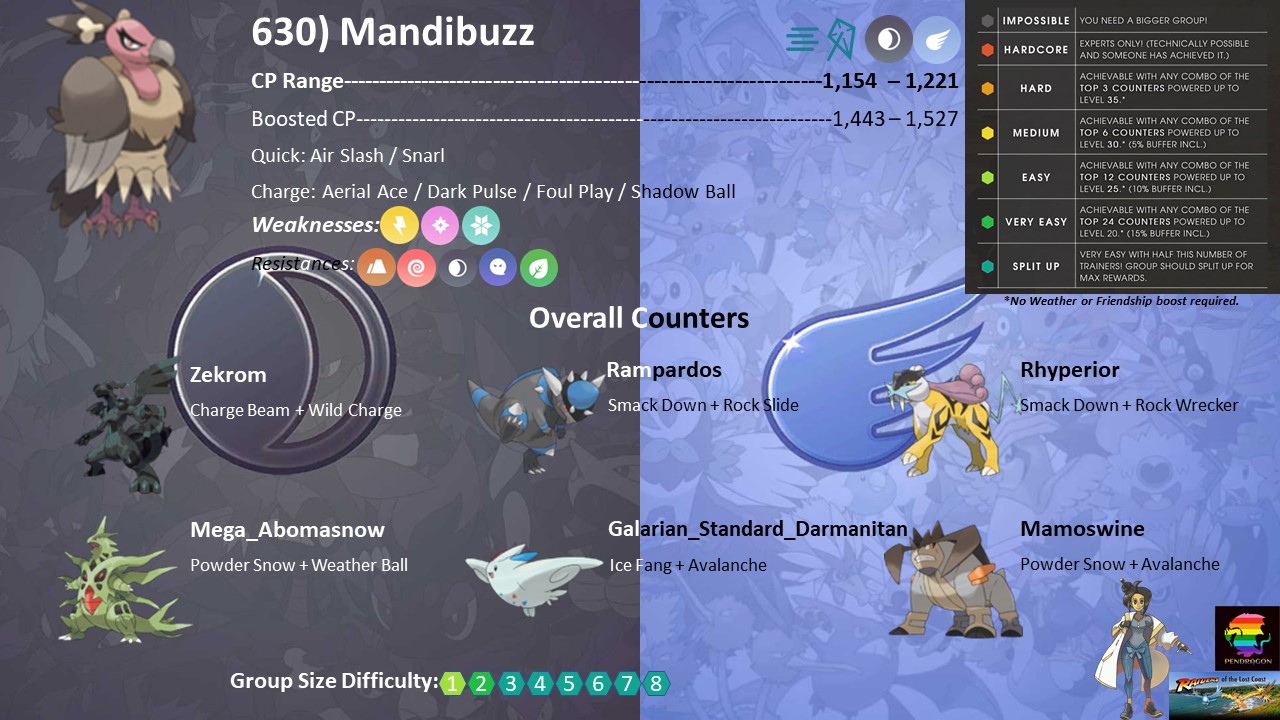 630) Mandibuzz
CP Range--------------------------------------------------------------------1,154 – 1,221
Boosted CP--------------------------------------------------------------------1,443 – 1,527
Quick: Air Slash / Snarl
Charge: Aerial Ace / Dark Pulse / Foul Play / Shadow Ball
Weaknesses:
Resistances:
IMPOSSIBLE YOU NEED A BIGGER GROUP!
HARDCORE EXPERTS ONLY! (TECHNICALLY POSSIBLE
AND SOMEONE HAS ACHIEVED IT.)
HARD ACHIEVABLE WITH ANY COMBO OF THE
TOP 3 COUNTERS POWERED UP TO
LEVEL 35.*
MEDIUM ACHIEVABLE WITH ANY COMBO OF THE
TOP 6 COUNTERS POWERED UP TO
LEVEL 30.* (5% BUFFER INCL.)
EASY ACHIEVABLE WITH ANY COMBO OF THE
TOP 12 COUNTERS POWERED UP TO
LEVEL 25.* (10% BUFFER INCL.)
VERY EASY ACHIEVABLE WITH ANY COMBO OF THE
TOP 24 COUNTERS POWERED UP TO
LEVEL 20.* (15% BUFFER INCL.)
SPLIT UP VERY EASY WITH HALF THIS NUMBER OF
TRAINERS! GROUP SHOULD SPLIT UP FOR
MAX REWARDS.
*No Weather or Friendship boost required.
Overall Counters
Zekrom
Charge Beam + Wild Charge
Rampardos
Smack Down + Rock Slide
Rhyperior
Smack Down + Rock Wrecker
Mega_Abomasnow
Powder Snow + Weather Ball
Galarian_Standard_Darmanitan
Ice Fang + Avalanche
Mamoswine
Powder Snow + Avalanche
Group Size Difficulty: 1 2 3 4 5 6 7 8
PENDRAGON
RAIDERS of the Lost Coast